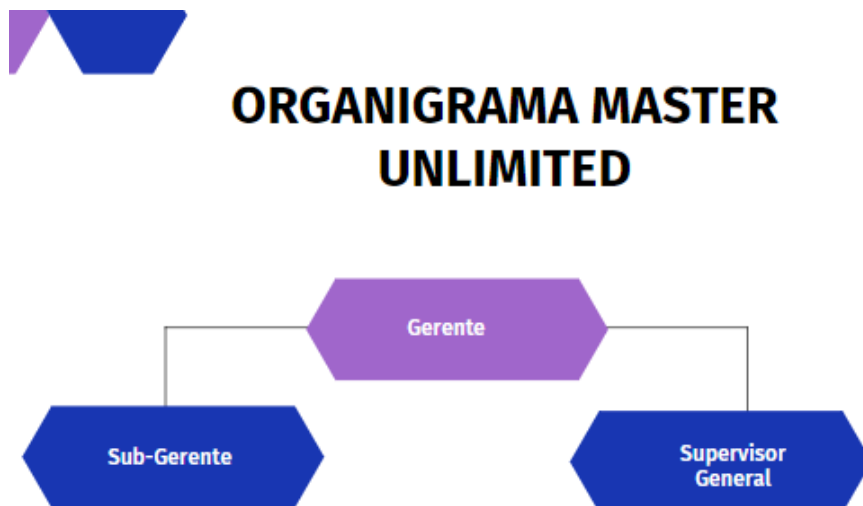 ORGANIGRAMA MASTER
UNLIMITED
Gerente
Sub-Gerente
Supervisor
General